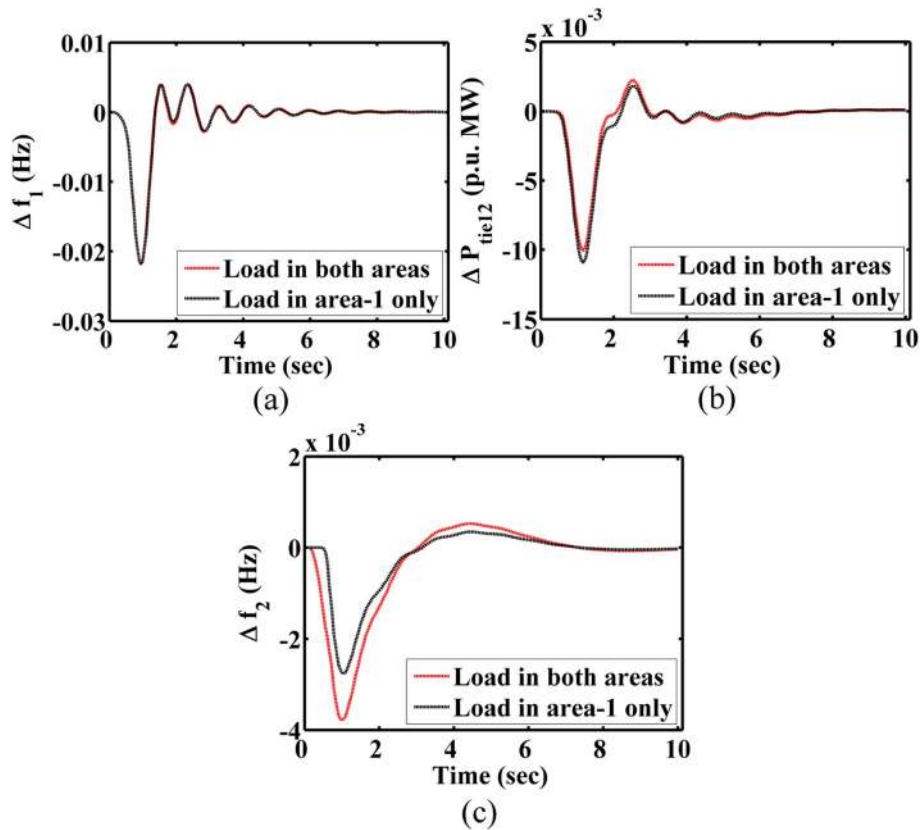 0.01
0
-0.01
-0.02
-0.03
Δ f₁ (Hz)
Load in both areas
Load in area-1 only
0 2 4 6 8 10
Time (sec)
(a)
x 10⁻³
5
0
-5
-10
-15
Δ P_tie12 (p.u. MW)
Load in both areas
Load in area-1 only
0 2 4 6 8 10
Time (sec)
(b)
x 10⁻³
2
0
-2
-4
Δ f₂ (Hz)
Load in both areas
Load in area-1 only
0 2 4 6 8 10
Time (sec)
(c)